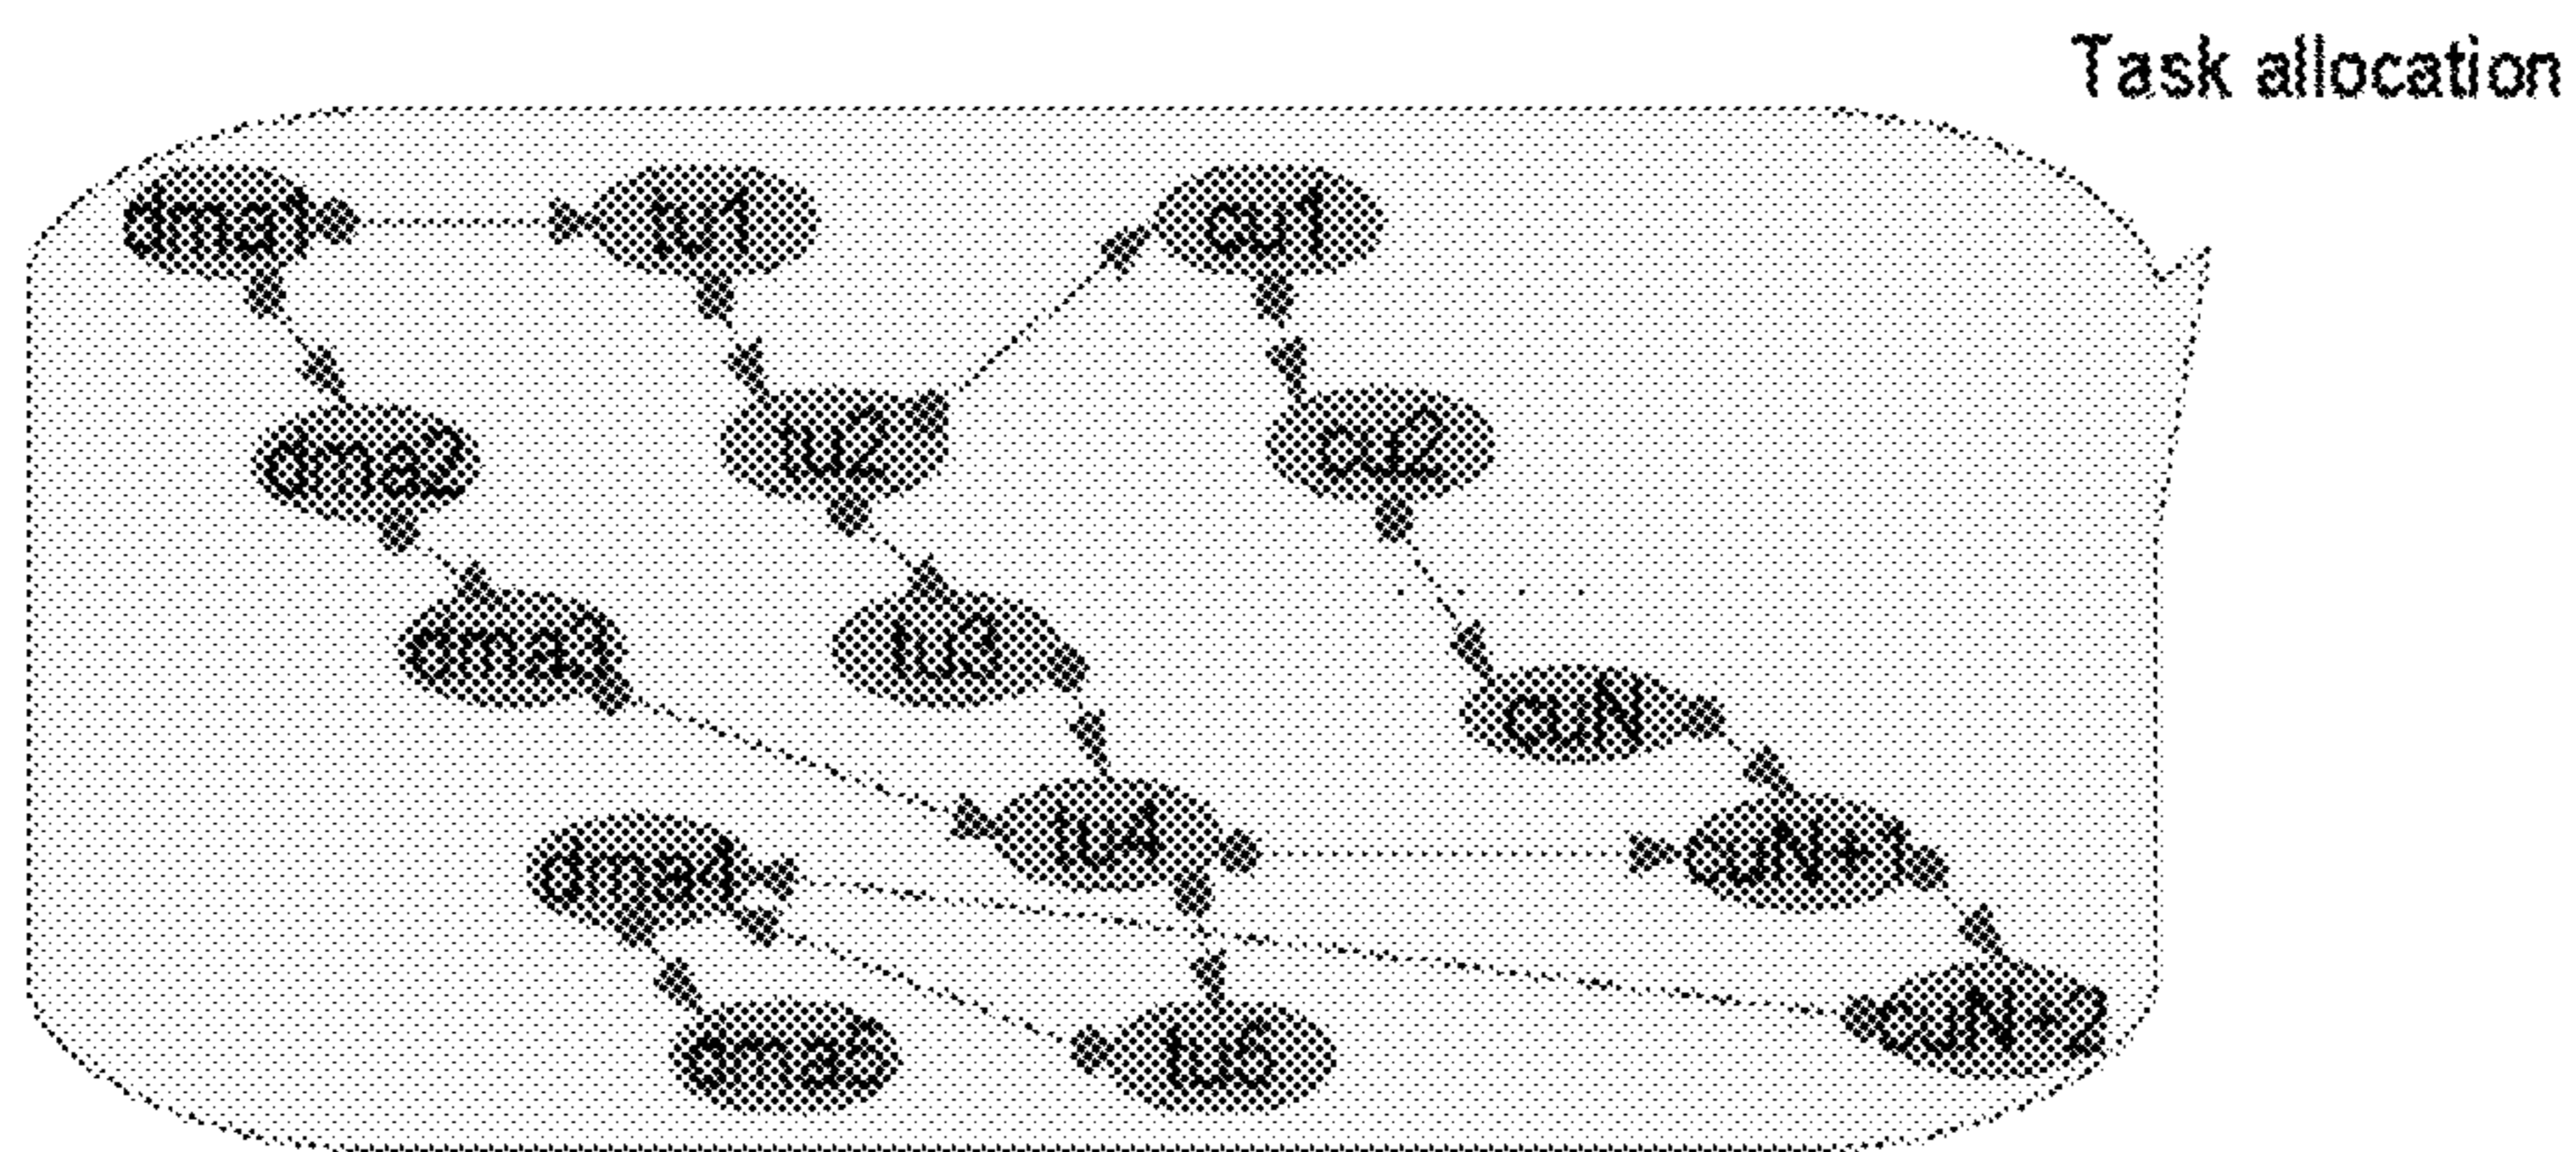 Task allocation
dma1
tu1
cu1
dma2
tu2
cu2
dma3
tu3
cuN
tu4
cuN+1
dma4
cuN+2
dma5
tu5